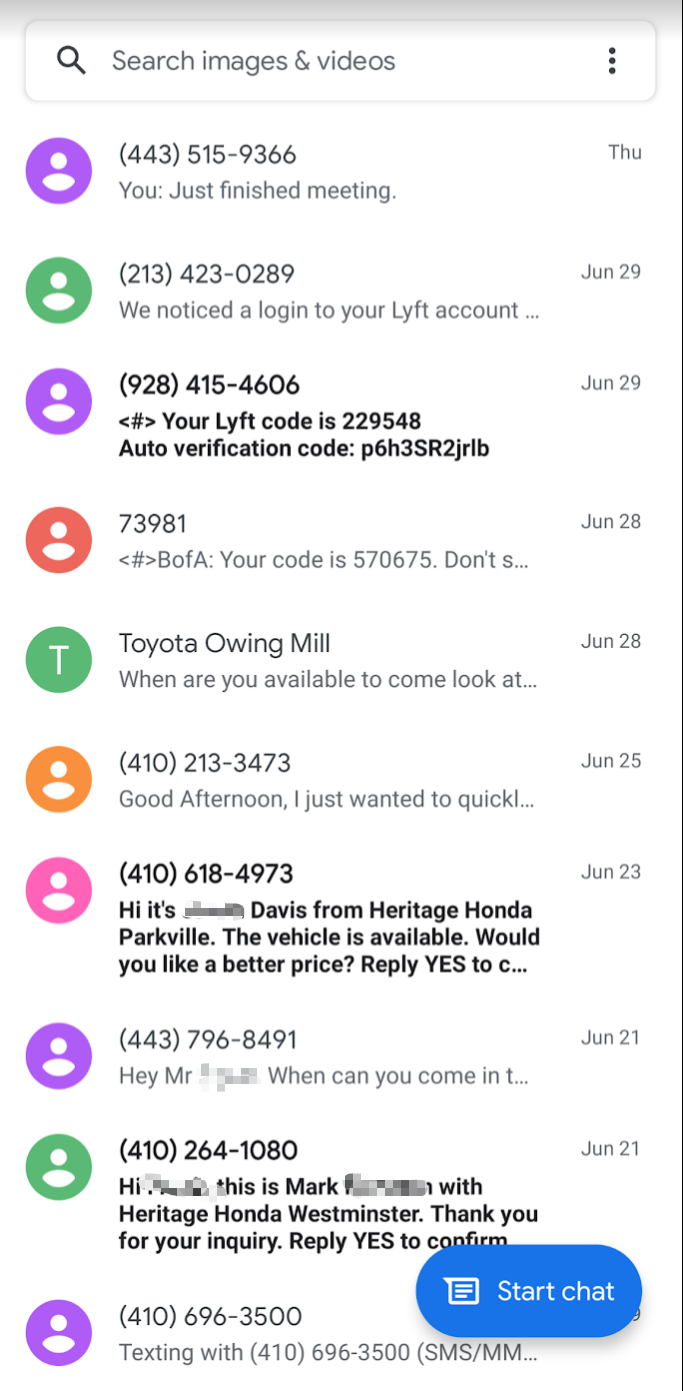 Search images & videos
(443) 515-9366
Thu
You: Just finished meeting.
(213) 423-0289
Jun 29
We noticed a login to your Lyft account ...
(928) 415-4606
Jun 29
<#> Your Lyft code is 229548
Auto verification code: p6h3SR2jrlb
73981
Jun 28
<#>BofA: Your code is 570675. Don't s...
T
Toyota Owing Mill
Jun 28
When are you available to come look at...
(410) 213-3473
Jun 25
Good Afternoon, I just wanted to quickl...
(410) 618-4973
Jun 23
Hi it's Davis from Heritage Honda
Parkville. The vehicle is available. Would
you like a better price? Reply YES to c...
(443) 796-8491
Jun 21
Hey Mr When can you come in t...
(410) 264-1080
Jun 21
Hi this is Mark with
Heritage Honda Westminster. Thank you
for your inquiry. Reply YES to confirm
Start chat
(410) 696-3500
9
Texting with (410) 696-3500 (SMS/MM...